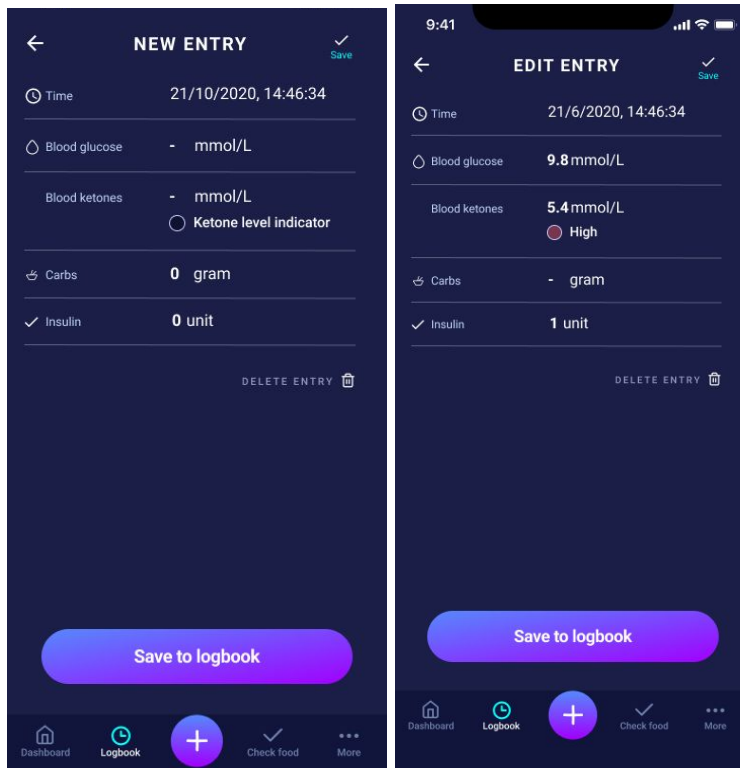 NEW ENTRY
Save
Time 21/10/2020, 14:46:34
Blood glucose - mmol/L
Blood ketones - mmol/L
Ketone level indicator
Carbs 0 gram
Insulin 0 unit
DELETE ENTRY
Save to logbook
Dashboard Logbook Check food More
9:41
EDIT ENTRY
Save
Time 21/6/2020, 14:46:34
Blood glucose 9.8 mmol/L
Blood ketones 5.4 mmol/L
High
Carbs - gram
Insulin 1 unit
DELETE ENTRY
Save to logbook
Dashboard Logbook Check food More